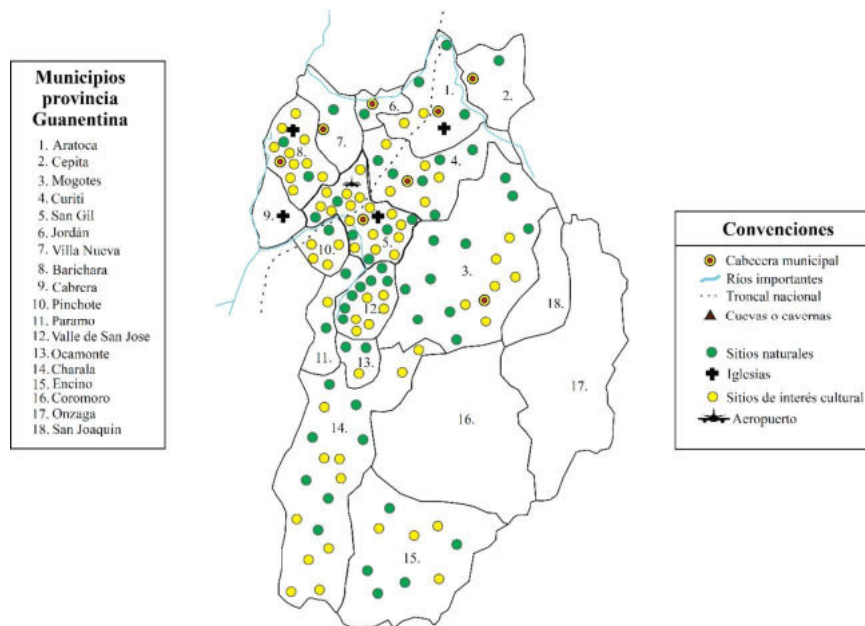 Municipios
provincia
Guanentina
1. Aratoca
2. Cepita
3. Mogotes
4. Curiti
5. San Gil
6. Jordán
7. Villa Nueva
8. Barichara
9. Cabrera
10. Pinchote
11. Paramo
12. Valle de San Jose
13. Ocamonte
14. Charala
15. Encino
16. Coromoro
17. Onzaga
18. San Joaquin
1.
2.
6.
7.
8.
4.
9.
5.
10.
3.
18.
12.
11.
13.
17.
14.
16.
15.
Convenciones
Cabecera municipal
Ríos importantes
Troncal nacional
Cuevas o cavernas
Sitios naturales
Iglesias
Sitios de interés cultural
Aeropuerto